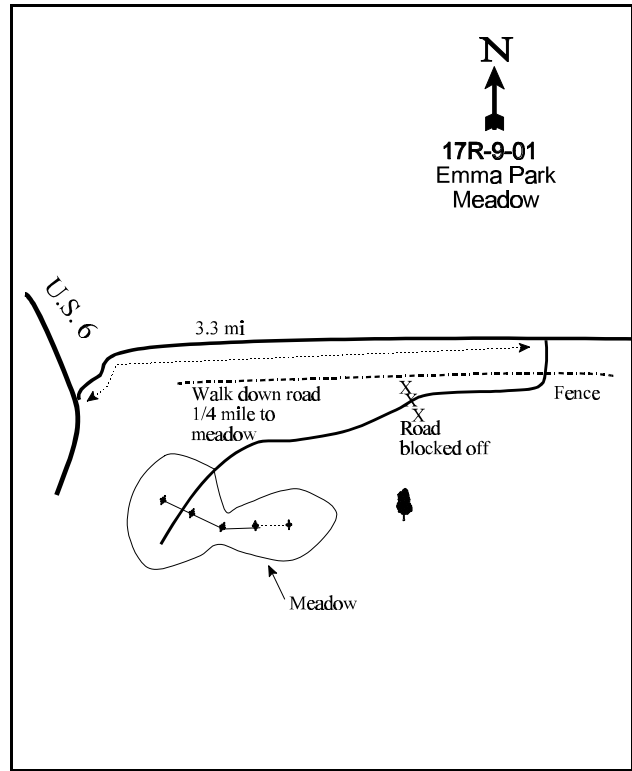 N
17R-9-01
Emma Park
Meadow
U.S. 6
3.3 mi
Walk down road
1/4 mile to
meadow
X
X
X
Fence
Road
blocked off
Meadow